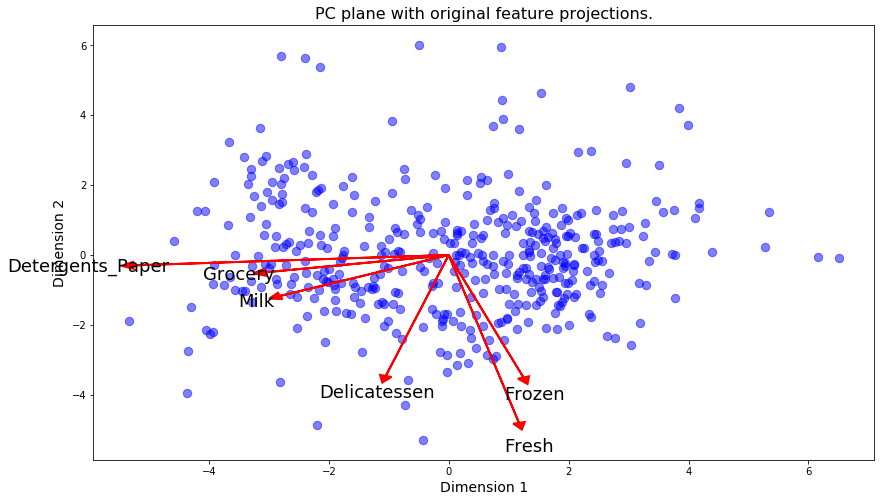 PC plane with original feature projections.
6
4
2
0
−2
−4
Dimension 2
Detergents_Paper
Grocery
Milk
Delicatessen
Frozen
Fresh
−4
−2
0
2
4
6
Dimension 1